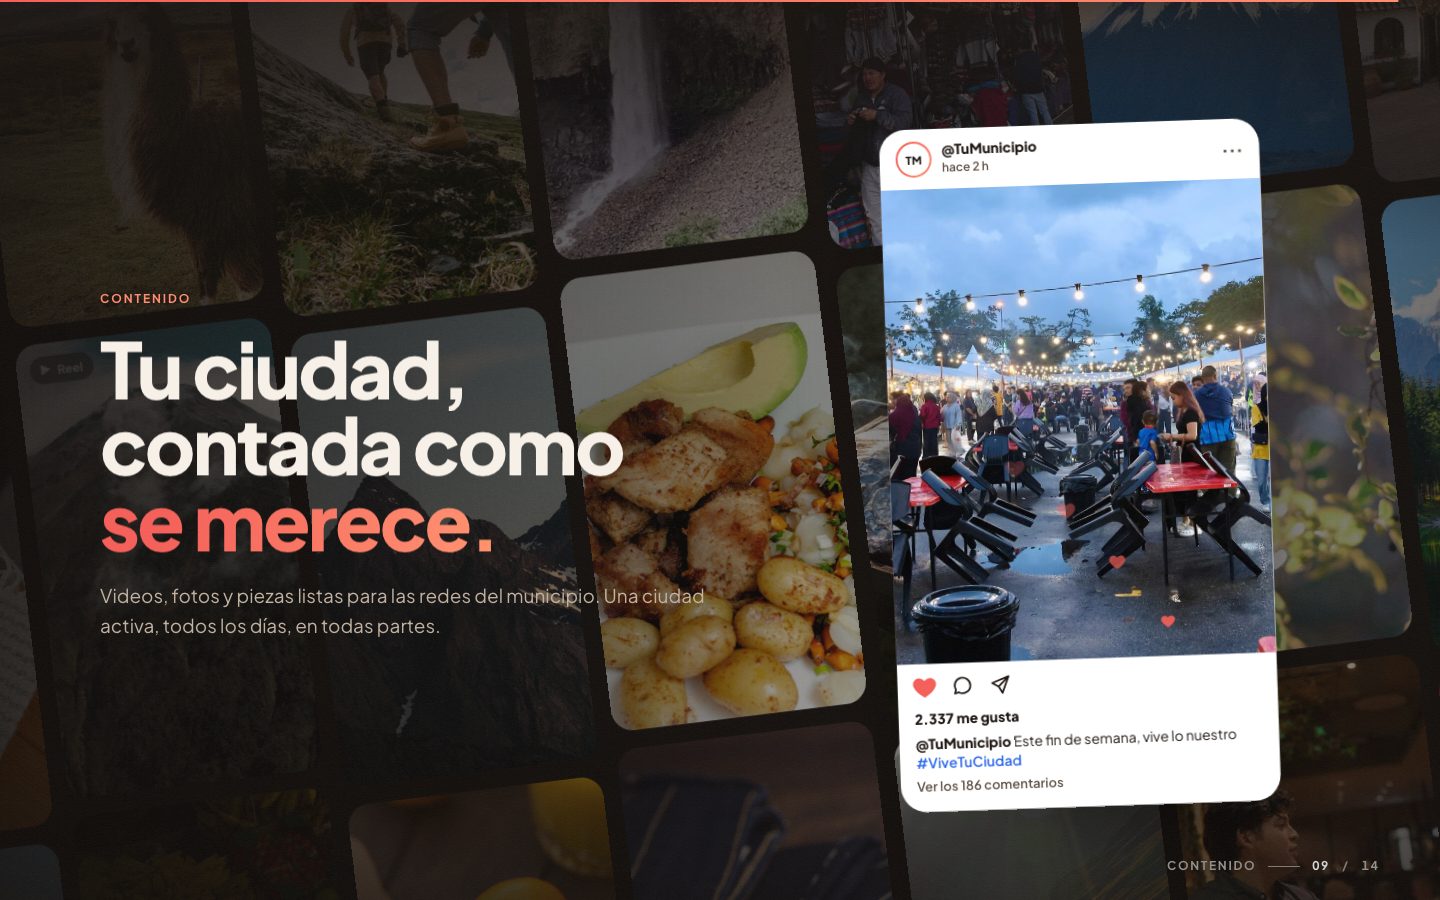 CONTENIDO
Tu ciudad,
contada como
se merece.
Videos, fotos y piezas listas para las redes del municipio. Una ciudad
activa, todos los días, en todas partes.
Reel
TM
@TuMunicipio
hace 2 h
2.337 me gusta
@TuMunicipio Este fin de semana, vive lo nuestro
#ViveTuCiudad
Ver los 186 comentarios
CONTENIDO 09 / 14